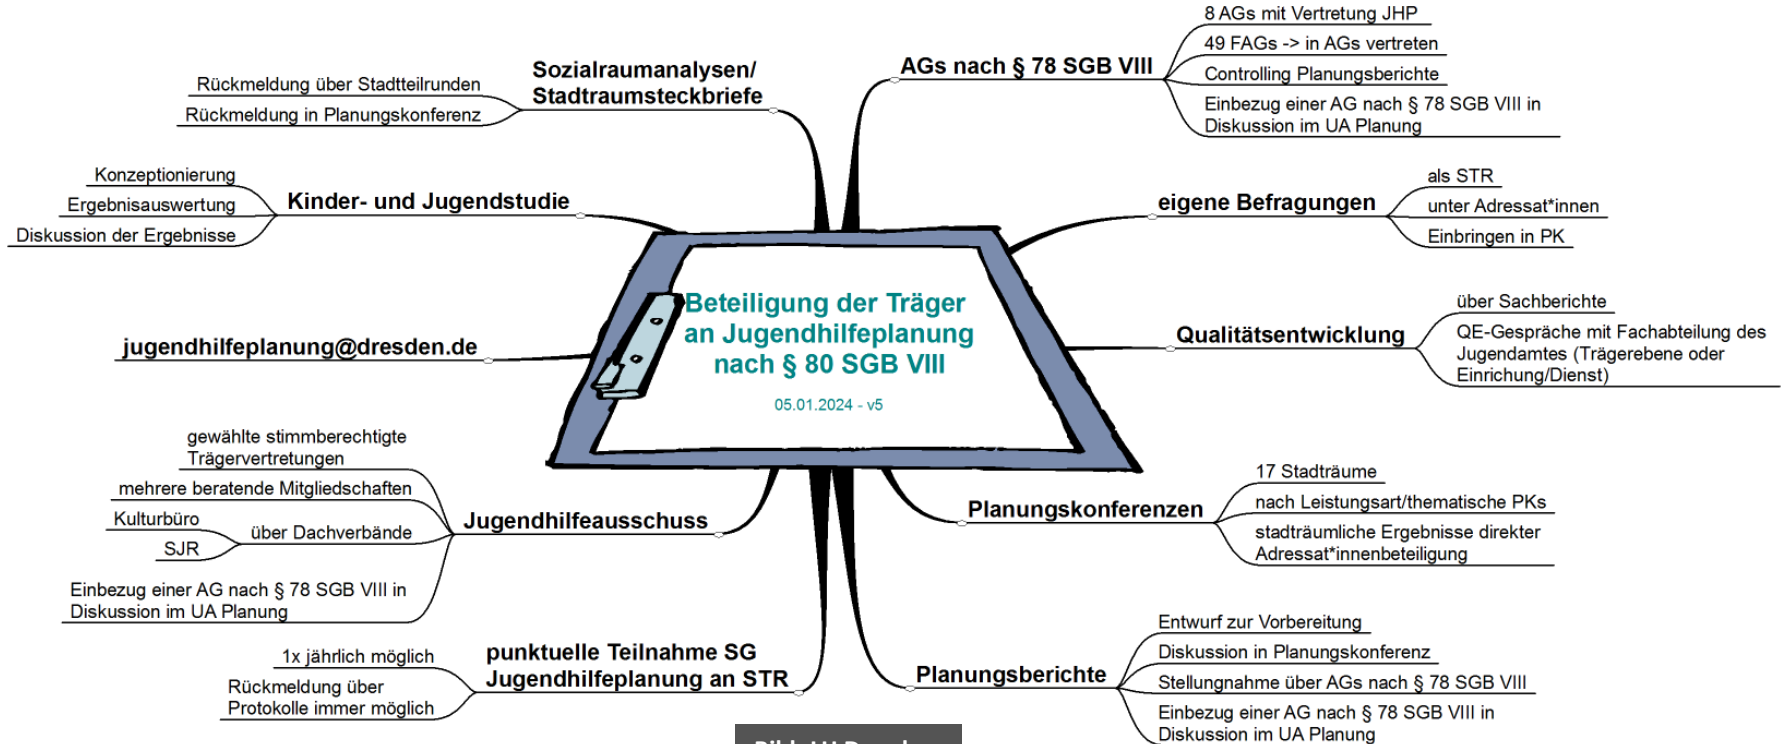 Beteiligung der Träger
an Jugendhilfeplanung
nach § 80 SGB VIII
05.01.2024 - v5
AGs nach § 78 SGB VIII
8 AGs mit Vertretung JHP
49 FAGs -> in AGs vertreten
Controlling Planungsberichte
Einbezug einer AG nach § 78 SGB VIII in
Diskussion im UA Planung
eigene Befragungen
als STR
unter Adressat*innen
Einbringen in PK
Qualitätsentwicklung
über Sachberichte
QE-Gespräche mit Fachabteilung des
Jugendamtes (Trägerebene oder
Einrichung/Dienst)
Planungskonferenzen
17 Stadträume
nach Leistungsart/thematische PKs
stadträumliche Ergebnisse direkter
Adressat*innenbeteiligung
Planungsberichte
Entwurf zur Vorbereitung
Diskussion in Planungskonferenz
Stellungnahme über AGs nach § 78 SGB VIII
Einbezug einer AG nach § 78 SGB VIII in
Diskussion im UA Planung
punktuelle Teilnahme SG
Jugendhilfeplanung an STR
1x jährlich möglich
Rückmeldung über
Protokolle immer möglich
Jugendhilfeausschuss
gewählte stimmberechtigte
Trägervertretungen
mehrere beratende Mitgliedschaften
über Dachverbände
Kulturbüro
SJR
Einbezug einer AG nach § 78 SGB VIII in
Diskussion im UA Planung
jugendhilfeplanung@dresden.de
Kinder- und Jugendstudie
Konzeptionierung
Ergebnisauswertung
Diskussion der Ergebnisse
Sozialraumanalysen/
Stadtraumsteckbriefe
Rückmeldung über Stadtteilrunden
Rückmeldung in Planungskonferenz